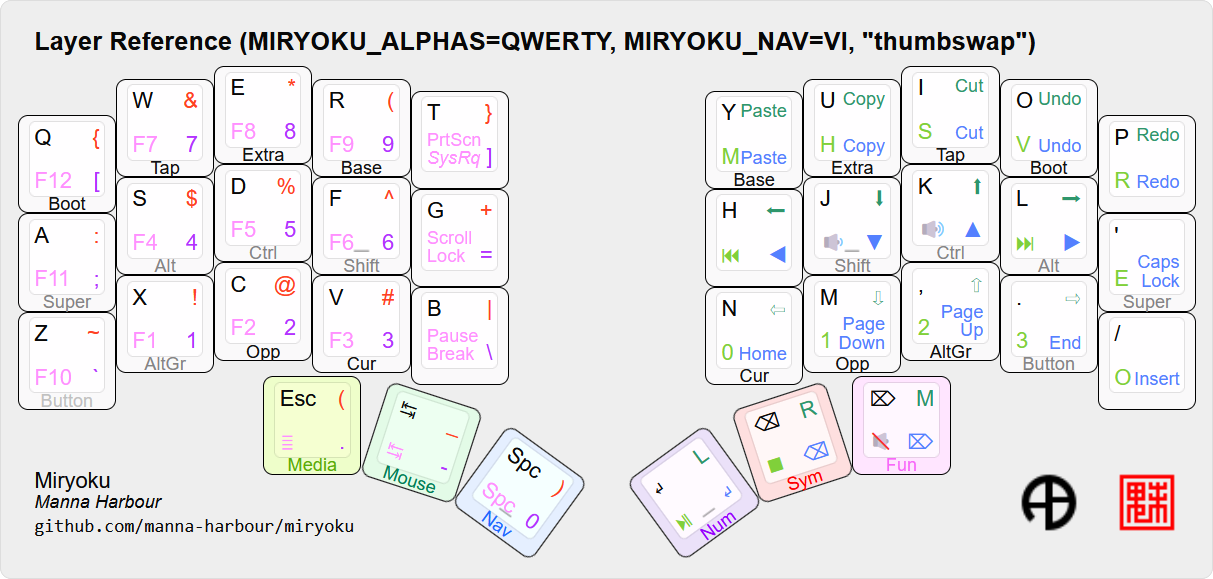 Layer Reference (MIRYOKU_ALPHAS=QWERTY, MIRYOKU_NAV=VI, "thumbswap")
Q {
F12 [
Boot
W &
F7 7
Tap
E *
F8 8
Extra
R (
F9 9
Base
T }
PrtScn
SysRq ]
Y Paste
M Paste
Base
U Copy
H Copy
Extra
I Cut
S Cut
Tap
O Undo
V Undo
Boot
P Redo
R Redo
A :
F11 ;
Super
S $
F4 4
Alt
D %
F5 5
Ctrl
F ^
F6 _ 6
Shift
G +
Scroll
Lock =
H ←
⏮ ◀
J ⬇
_ ▼
Shift
K ⬆
▲
Ctrl
L →
⏭ ▶
Alt
'
Caps
E Lock
Super
Z ~
F10 `
Button
X !
F1 1
AltGr
C @
F2 2
Opp
V #
F3 3
Cur
B |
Pause
Break \
N ⇦
0 Home
Cur
M ⇩
Page
1 Down
Opp
, ⇧
Page
2 Up
AltGr
. ⇨
3 End
Button
/
O Insert
Esc (
☰ .
Media
↹ _
↹ -
Mouse
Spc )
Spc _ 0
Nav
L
↲ _ ↲
Num
⌫ R
■ ⌫
Sym
⌦ M
⌦
Fun
Miryoku
Manna Harbour
github.com/manna-harbour/miryoku